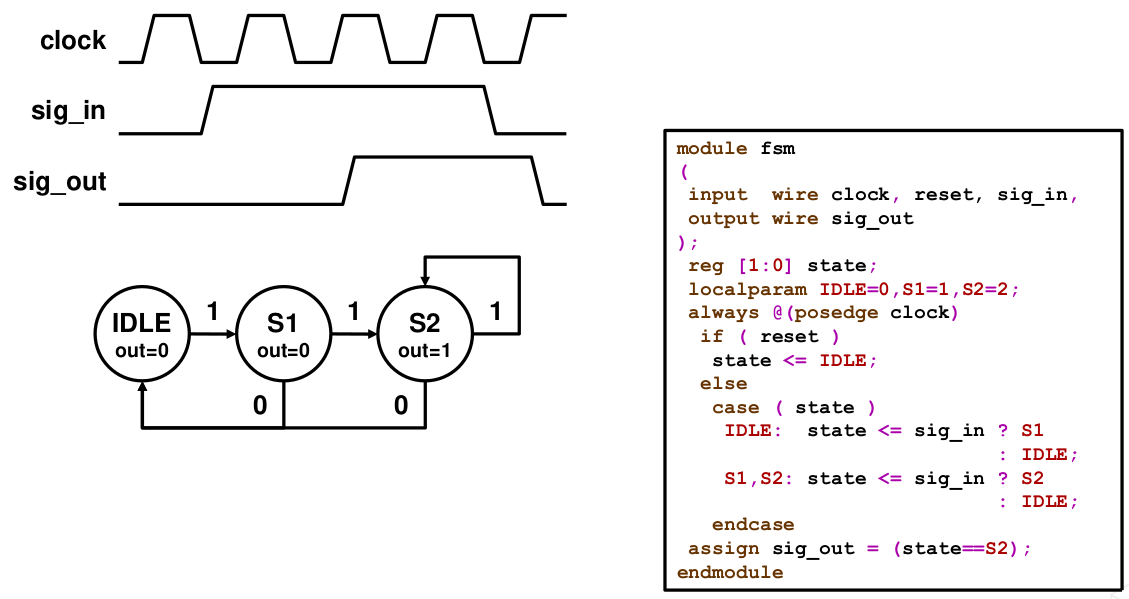 clock
sig_in
sig_out
1
1
1
IDLE
out=0
S1
out=0
S2
out=1
0
0
module fsm
(
input  wire clock, reset, sig_in,
output wire sig_out
);
reg [1:0] state;
localparam IDLE=0,S1=1,S2=2;
always @(posedge clock)
if ( reset )
state <= IDLE;
else
case ( state )
IDLE:  state <= sig_in ? S1
: IDLE;
S1,S2: state <= sig_in ? S2
: IDLE;
endcase
assign sig_out = (state==S2);
endmodule